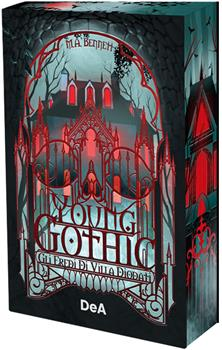 M.A. BENNETT
YOUNG
GOTHIC
GLI EREDI DI VILLA DIODATI
DeA